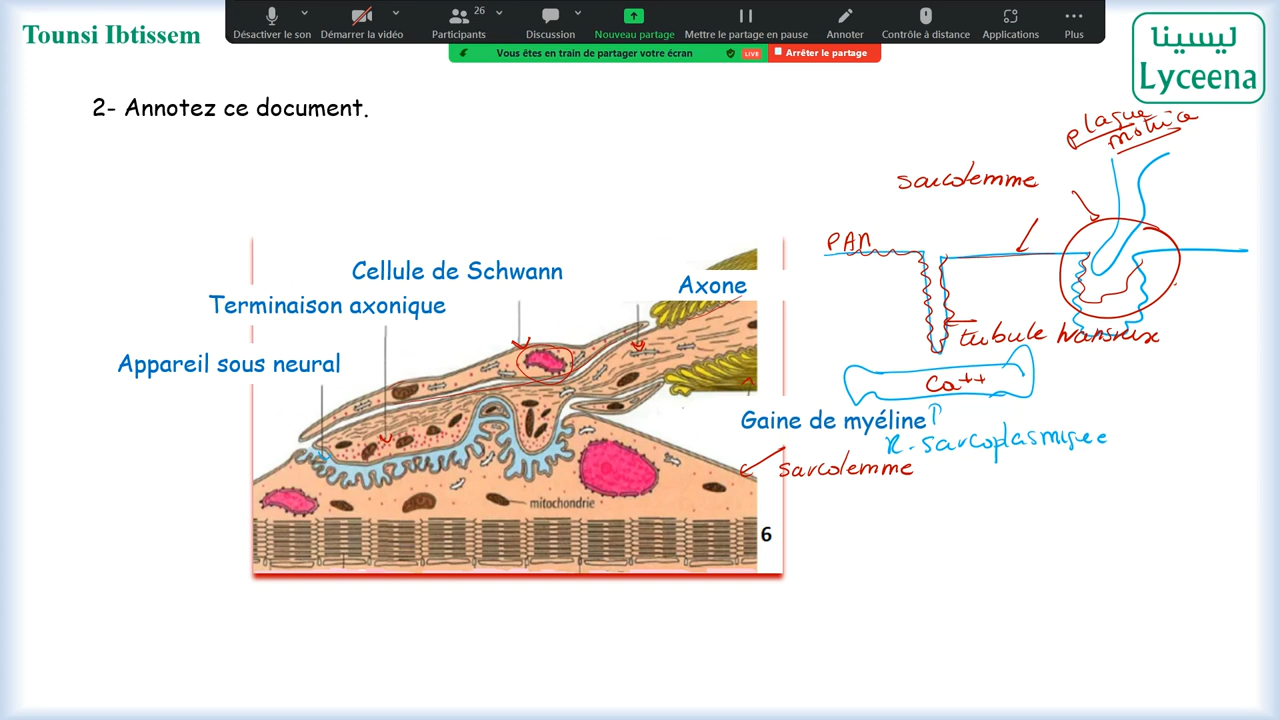 Tounsi Ibtissem
Désactiver le son
Démarrer la vidéo
26
Participants
Discussion
Nouveau partage
Mettre le partage en pause
Annoter
Contrôle à distance
Applications
Plus
Vous êtes en train de partager votre écran
LIVE
Arrêter le partage
ليسينا
Lyceena
2- Annotez ce document.
plaque
motrice
sarcolemme
PAM
Cellule de Schwann
Terminaison axonique
Axone
Appareil sous neural
tubule transverse
Ca++
Gaine de myéline
R. sarcoplasmique
sarcolemme
mitochondrie
6